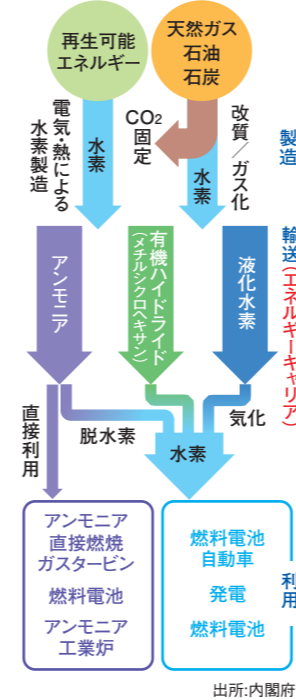 再生可能
エネルギー
天然ガス
石油
石炭
電気・熱による
水素製造
水素
CO2
固定
水素
改質／ガス化
製造
アンモニア
有機ハイドライド
(メチルシクロヘキサン)
液化水素
輸送(エネルギーキャリア)
直接利用
脱水素
水素
気化
アンモニア
直接燃焼
ガスタービン
燃料電池
アンモニア
工業炉
燃料電池
自動車
発電
燃料電池
利用
出所:内閣府